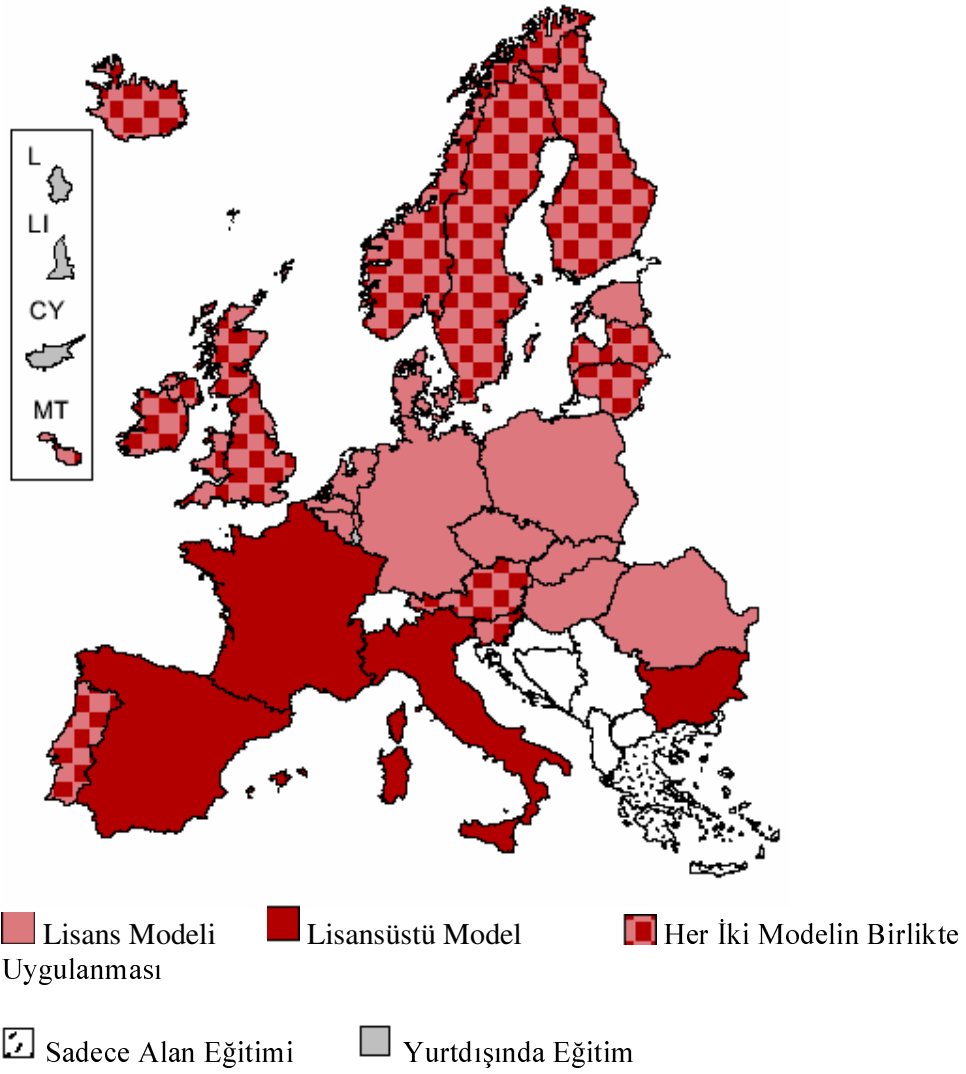 L
LI
CY
MT
Lisans Modeli Lisansüstü Model Her İki Modelin Birlikte
Uygulanması
Sadece Alan Eğitimi Yurtdışında Eğitim